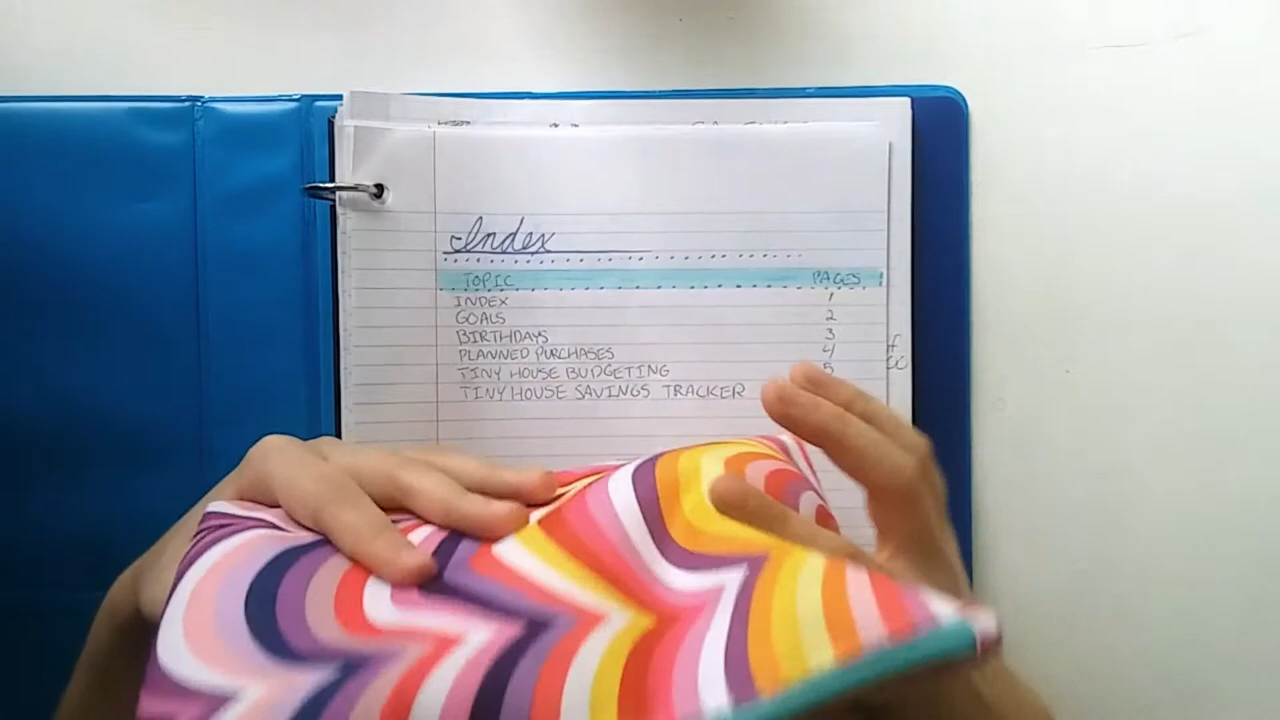 Index
TOPIC PAGES
INDEX 1
GOALS 2
BIRTHDAYS 3
PLANNED PURCHASES 4
TINY HOUSE BUDGETING 5
TINY HOUSE SAVINGS TRACKER